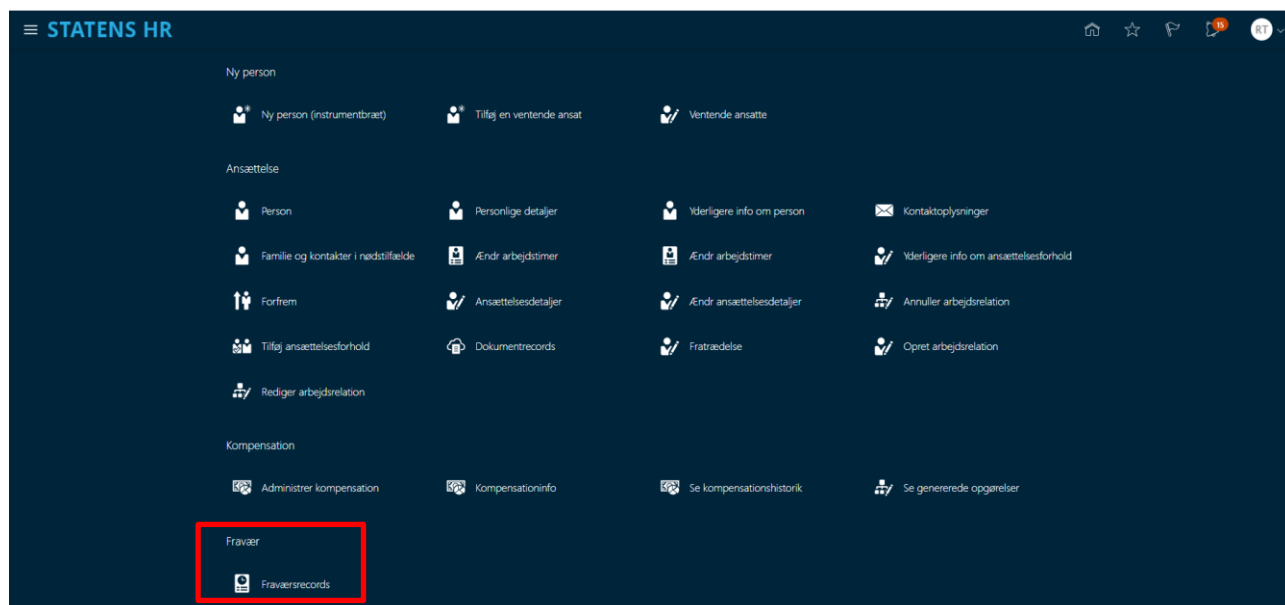 STATENS HR
15
RT
Ny person
Ny person (instrumentbræt)
Tilføj en ventende ansat
Ventende ansatte
Ansættelse
Person
Personlige detaljer
Yderligere info om person
Kontaktoplysninger
Familie og kontakter i nødstilfælde
Ændr arbejdstimer
Ændr arbejdstimer
Yderligere info om ansættelsesforhold
Forfrem
Ansættelsesdetaljer
Ændr ansættelsesdetaljer
Annuller arbejdsrelation
Tilføj ansættelsesforhold
Dokumentrecords
Fratrædelse
Opret arbejdsrelation
Rediger arbejdsrelation
Kompensation
Administrer kompensation
Kompensationinfo
Se kompensationshistorik
Se genererede opgørelser
Fravær
Fraværsrecords